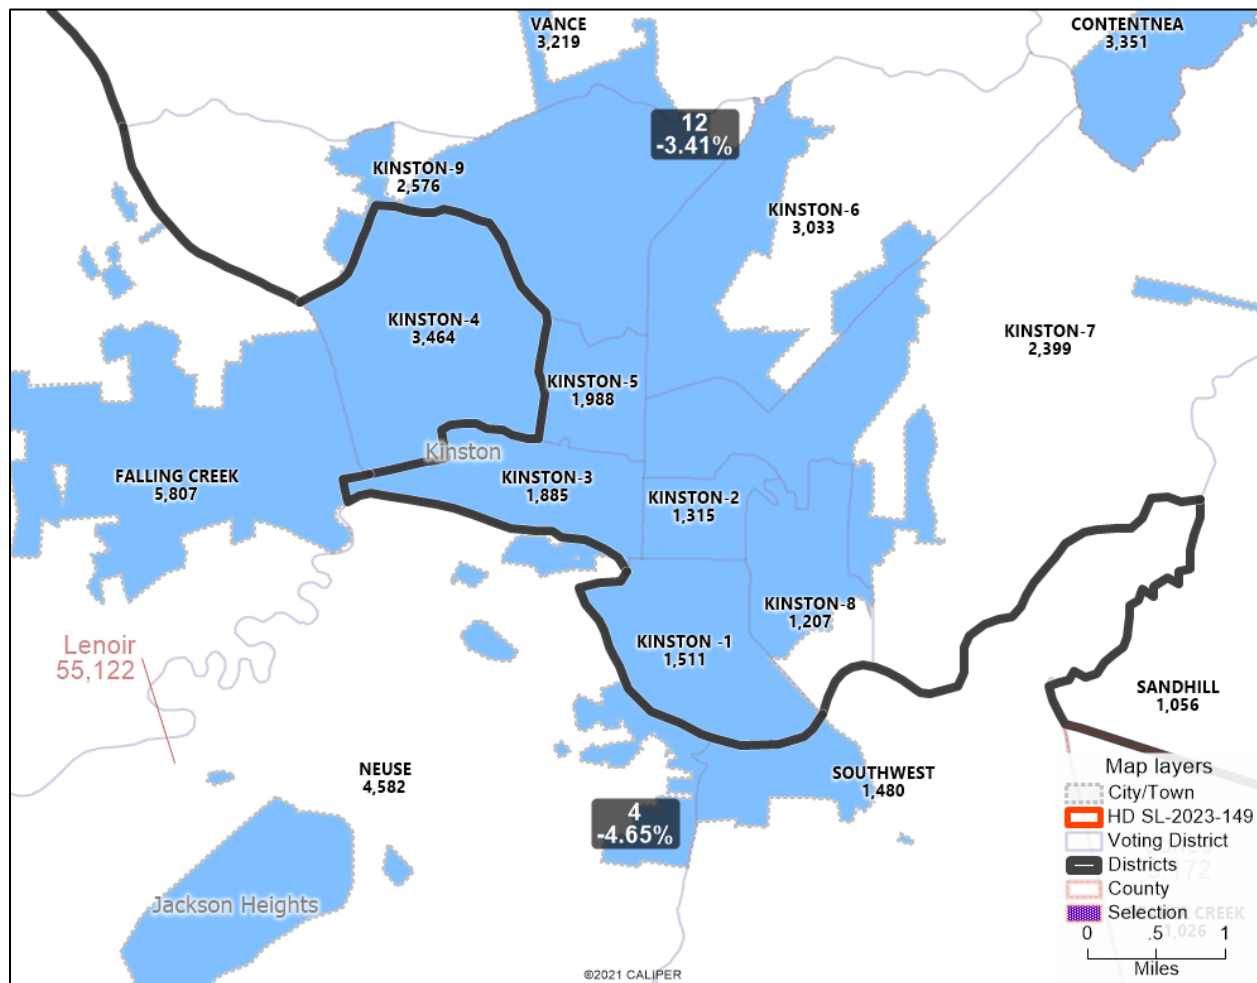 VANCE
3,219
CONTENTNEA
3,351
12
-3.41%
KINSTON-9
2,576
KINSTON-6
3,033
KINSTON-4
3,464
KINSTON-7
2,399
KINSTON-5
1,988
Kinston
FALLING CREEK
5,807
KINSTON-3
1,885
KINSTON-2
1,315
KINSTON-8
1,207
KINSTON -1
1,511
Lenoir
55,122
SANDHILL
1,056
NEUSE
4,582
SOUTHWEST
1,480
4
-4.65%
Jackson Heights
Map layers
City/Town
HD SL-2023-149
Voting District
Districts
County
Selection
CREEK
1,026
172
0 .5 1
Miles
©2021 CALIPER